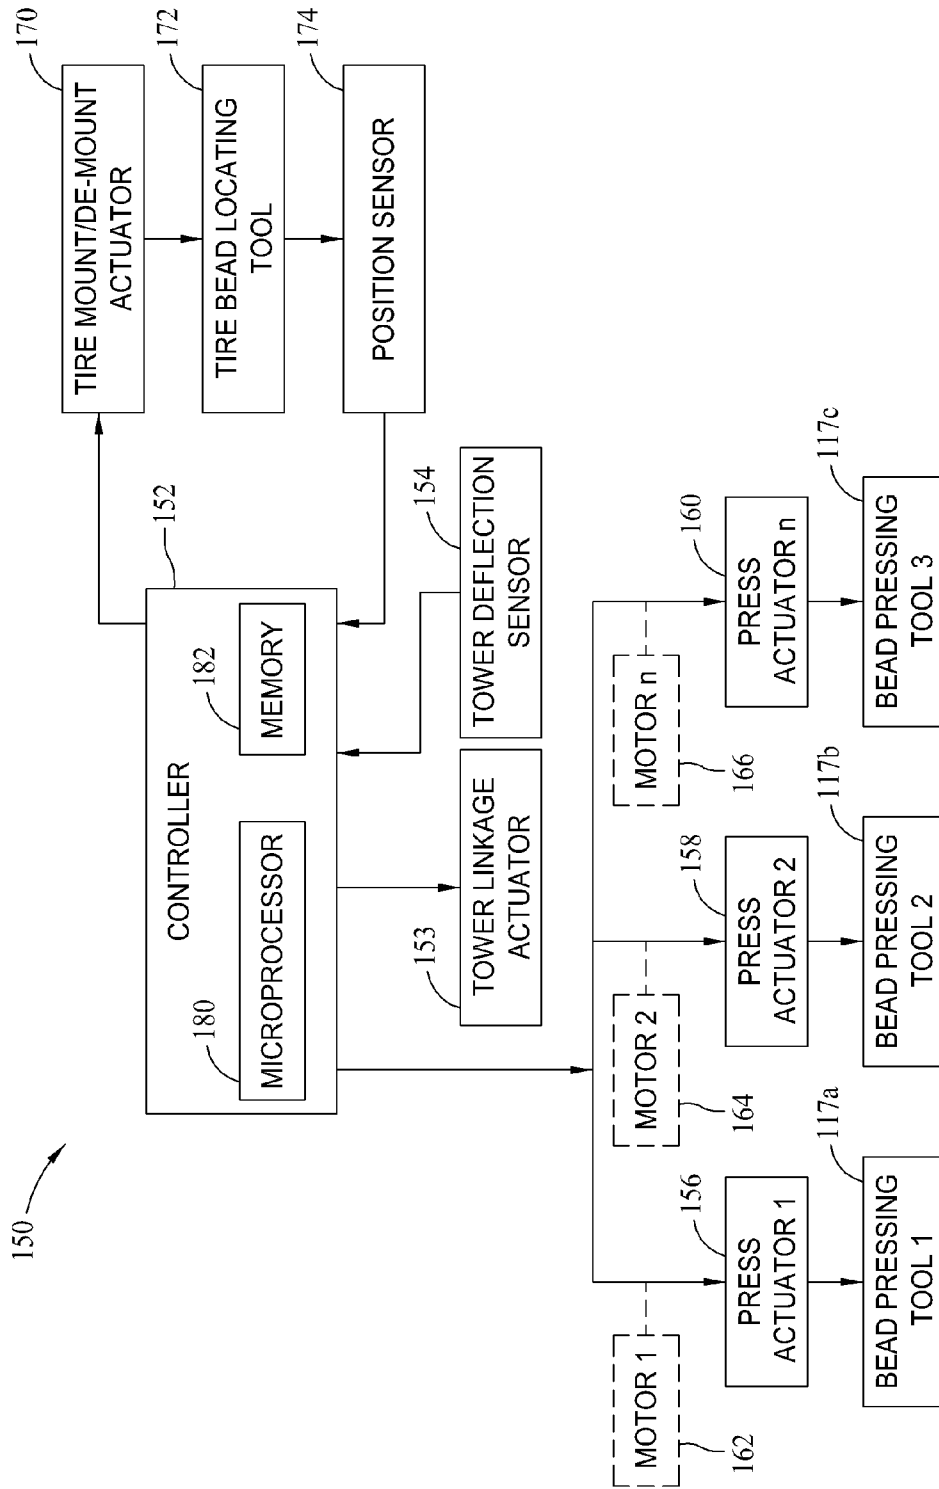 150
CONTROLLER
152
180
MICROPROCESSOR
182
MEMORY
TIRE MOUNT/DE-MOUNT
ACTUATOR
170
TIRE BEAD LOCATING
TOOL
172
POSITION SENSOR
174
153
TOWER LINKAGE
ACTUATOR
TOWER DEFLECTION
SENSOR
154
MOTOR 1
162
MOTOR 2
164
MOTOR n
166
PRESS
ACTUATOR 1
156
PRESS
ACTUATOR 2
158
PRESS
ACTUATOR n
160
BEAD PRESSING
TOOL 1
117a
BEAD PRESSING
TOOL 2
117b
BEAD PRESSING
TOOL 3
117c